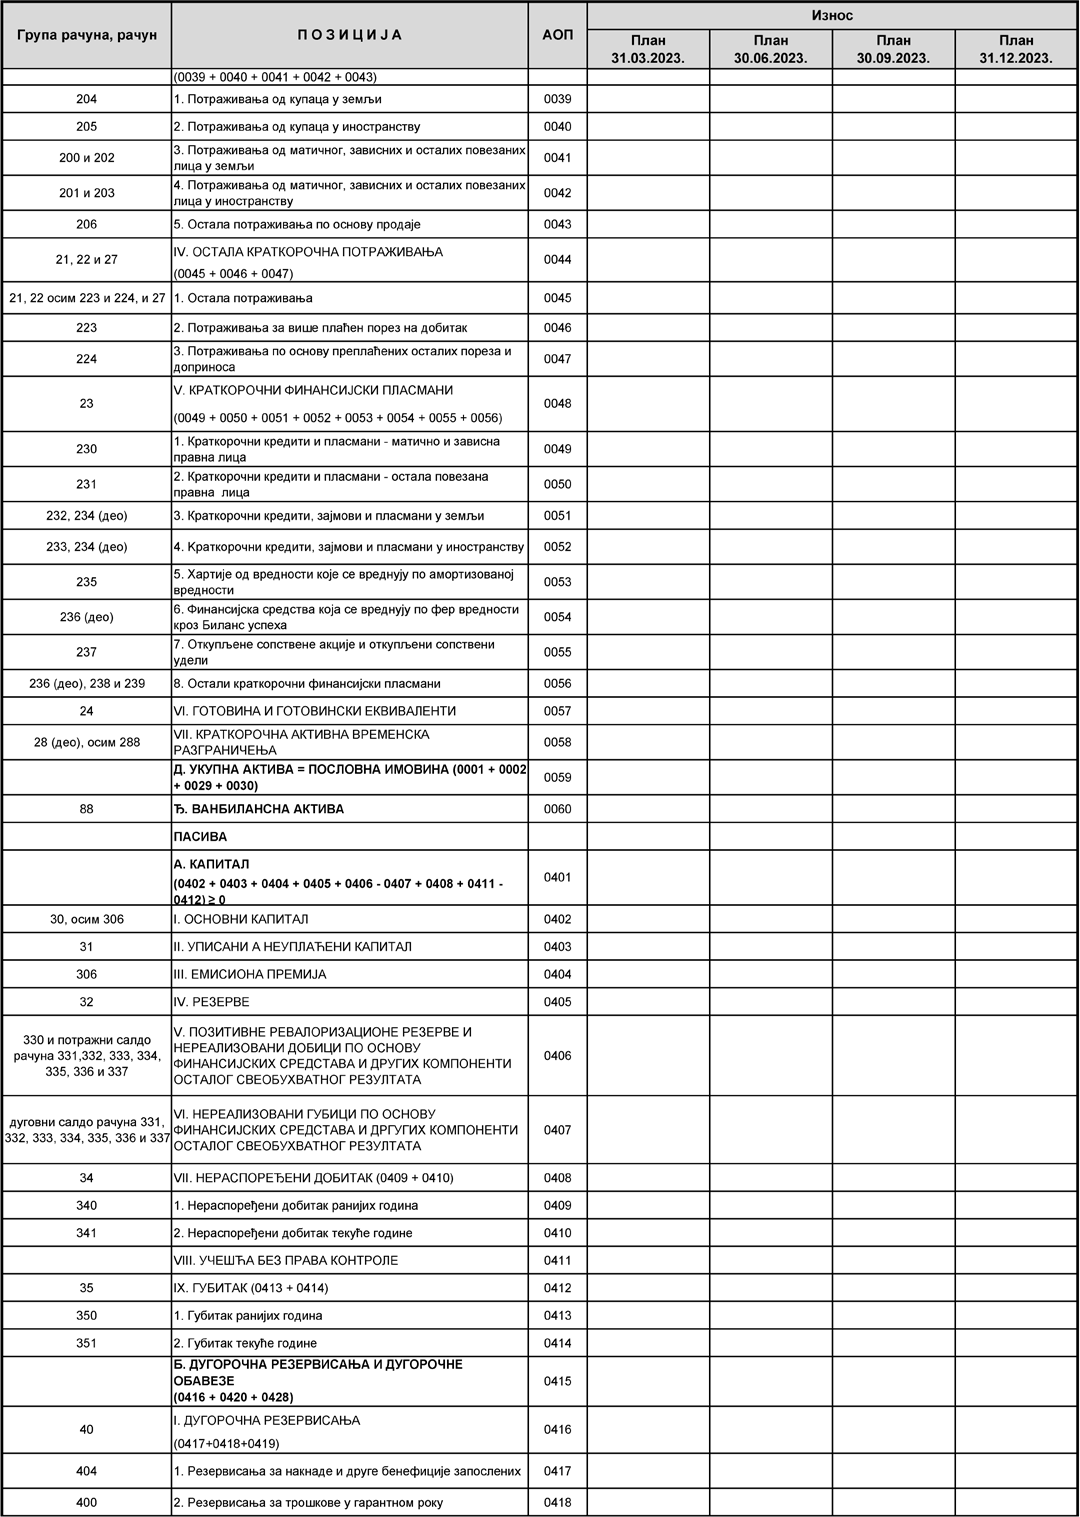 Група рачуна, рачун
П О З И Ц И Ј А
АОП
Износ
План
31.03.2023.
План
30.06.2023.
План
30.09.2023.
План
31.12.2023.
(0039 + 0040 + 0041 + 0042 + 0043)
204
1. Потраживања од купаца у земљи
0039
205
2. Потраживања од купаца у иностранству
0040
200 и 202
3. Потраживања од матичног, зависних и осталих повезаних
лица у земљи
0041
201 и 203
4. Потраживања од матичног, зависних и осталих повезаних
лица у иностранству
0042
206
5. Остала потраживања по основу продаје
0043
21, 22 и 27
IV. ОСТАЛА КРАТКОРОЧНА ПОТРАЖИВАЊА
(0045 + 0046 + 0047)
0044
21, 22 осим 223 и 224, и 27
1. Остала потраживања
0045
223
2. Потраживања за више плаћен порез на добитак
0046
224
3. Потраживања по основу преплаћених осталих пореза и
доприноса
0047
23
V. КРАТКОРОЧНИ ФИНАНСИЈСКИ ПЛАСМАНИ
(0049 + 0050 + 0051 + 0052 + 0053 + 0054 + 0055 + 0056)
0048
230
1. Краткорочни кредити и пласмани - матично и зависна
правна лица
0049
231
2. Краткорочни кредити и пласмани - остала повезана
правна  лица
0050
232, 234 (део)
3. Краткорочни кредити, зајмови и пласмани у земљи
0051
233, 234 (део)
4. Краткорочни кредити, зајмови и пласмани у иностранству
0052
235
5. Хартије од вредности које се вреднују по амортизованој
вредности
0053
236 (део)
6. Финансијска средства која се вреднују по фер вредности
кроз Биланс успеха
0054
237
7. Откупљене сопствене акције и откупљени сопствени
удели
0055
236 (део), 238 и 239
8. Остали краткорочни финансијски пласмани
0056
24
VI. ГОТОВИНА И ГОТОВИНСКИ ЕКВИВАЛЕНТИ
0057
28 (део), осим 288
VII. КРАТКОРОЧНА АКТИВНА ВРЕМЕНСКА
РАЗГРАНИЧЕЊА
0058
Д. УКУПНА АКТИВА = ПОСЛОВНА ИМОВИНА (0001 + 0002
+ 0029 + 0030)
0059
88
Ђ. ВАНБИЛАНСНА АКТИВА
0060
ПАСИВА
А. КАПИТАЛ
(0402 + 0403 + 0404 + 0405 + 0406 - 0407 + 0408 + 0411 -
0412) ≥ 0
0401
30, осим 306
I. ОСНОВНИ КАПИТАЛ
0402
31
II. УПИСАНИ А НЕУПЛАЋЕНИ КАПИТАЛ
0403
306
III. ЕМИСИОНА ПРЕМИЈА
0404
32
IV. РЕЗЕРВЕ
0405
330 и потражни салдо
рачуна 331,332, 333, 334,
335, 336 и 337
V. ПОЗИТИВНЕ РЕВАЛОРИЗАЦИОНЕ РЕЗЕРВЕ И
НЕРЕАЛИЗОВАНИ ДОБИЦИ ПО ОСНОВУ
ФИНАНСИЈСКИХ СРЕДСТАВА И ДРУГИХ КОМПОНЕНТИ
ОСТАЛОГ СВЕОБУХВАТНОГ РЕЗУЛТАТА
0406
дуговни салдо рачуна 331,
332, 333, 334, 335, 336 и 337
VI. НЕРЕАЛИЗОВАНИ ГУБИЦИ ПО ОСНОВУ
ФИНАНСИЈСКИХ СРЕДСТАВА И ДРГУГИХ КОМПОНЕНТИ
ОСТАЛОГ СВЕОБУХВАТНОГ РЕЗУЛТАТА
0407
34
VII. НЕРАСПОРЕЂЕНИ ДОБИТАК (0409 + 0410)
0408
340
1. Нераспоређени добитак ранијих година
0409
341
2. Нераспоређени добитак текуће године
0410
VIII. УЧЕШЋА БЕЗ ПРАВА КОНТРОЛЕ
0411
35
IX. ГУБИТАК (0413 + 0414)
0412
350
1. Губитак ранијих година
0413
351
2. Губитак текуће године
0414
Б. ДУГОРОЧНА РЕЗЕРВИСАЊА И ДУГОРОЧНЕ
ОБАВЕЗЕ
(0416 + 0420 + 0428)
0415
40
I. ДУГОРОЧНА РЕЗЕРВИСАЊА
(0417+0418+0419)
0416
404
1. Резервисања за накнаде и друге бенефиције запослених
0417
400
2. Резервисања за трошкове у гарантном року
0418